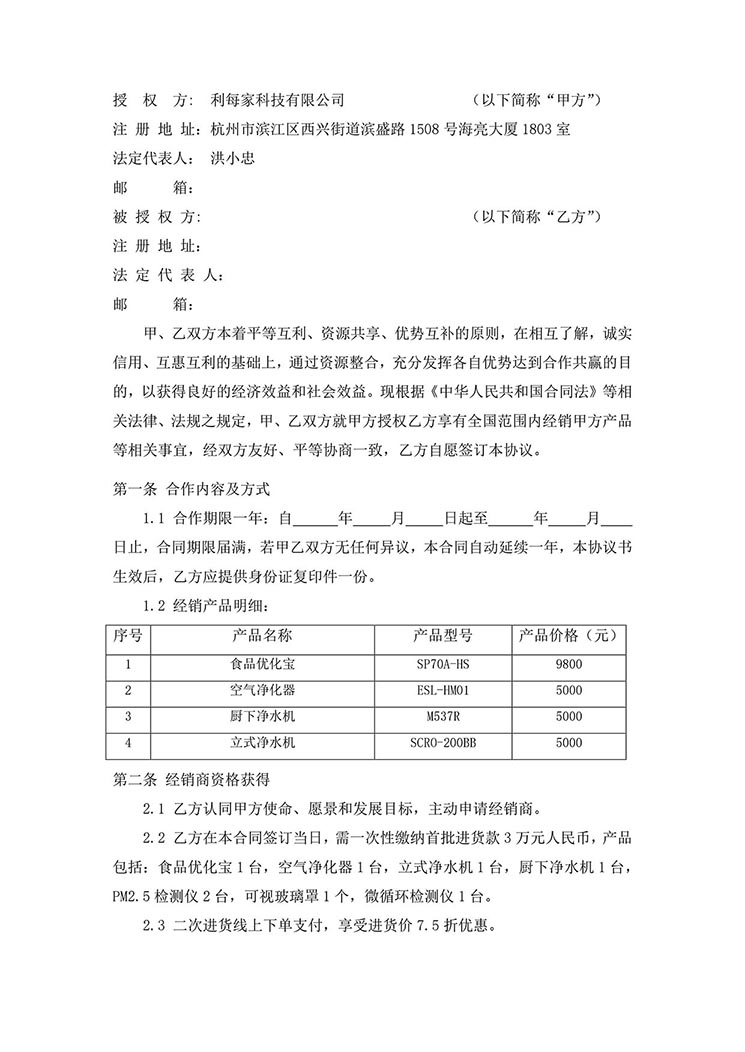 授 权 方: 利每家科技有限公司 （以下简称“甲方”）
注 册 地 址: 杭州市滨江区西兴街道滨盛路 1508 号海亮大厦 1803 室
法定代表人: 洪小忠
邮 箱:
被 授 权 方: （以下简称“乙方”）
注 册 地 址:
法 定 代 表 人:
邮 箱:
甲、乙双方本着平等互利、资源共享、优势互补的原则，在相互了解，诚实
信用、互惠互利的基础上，通过资源整合，充分发挥各自优势达到合作共赢的目
的，以获得良好的经济效益和社会效益。现根据《中华人民共和国合同法》等相
关法律、法规之规定，甲、乙双方就甲方授权乙方享有全国范围内经销甲方产品
等相关事宜，经双方友好、平等协商一致，乙方自愿签订本协议。
第一条 合作内容及方式
1.1 合作期限一年: 自______年_____月_____日起至______年_____月____
日止，合同期限届满，若甲乙双方无任何异议，本合同自动延续一年，本协议书
生效后，乙方应提供身份证复印件一份。
1.2 经销产品明细:
序号 产品名称 产品型号 产品价格（元）
1 食品优化宝 SP70A-HS 9800
2 空气净化器 ESL-HM01 5000
3 厨下净水机 M537R 5000
4 立式净水机 SCRO-200BB 5000
第二条 经销商资格获得
2.1 乙方认同甲方使命、愿景和发展目标，主动申请经销商。
2.2 乙方在本合同签订当日，需一次性缴纳首批进货款 3 万元人民币，产品
包括: 食品优化宝 1 台，空气净化器 1 台，立式净水机 1 台，厨下净水机 1 台，
PM2.5 检测仪 2 台，可视玻璃罩 1 个，微循环检测仪 1 台。
2.3 二次进货线上下单支付，享受进货价 7.5 折优惠。